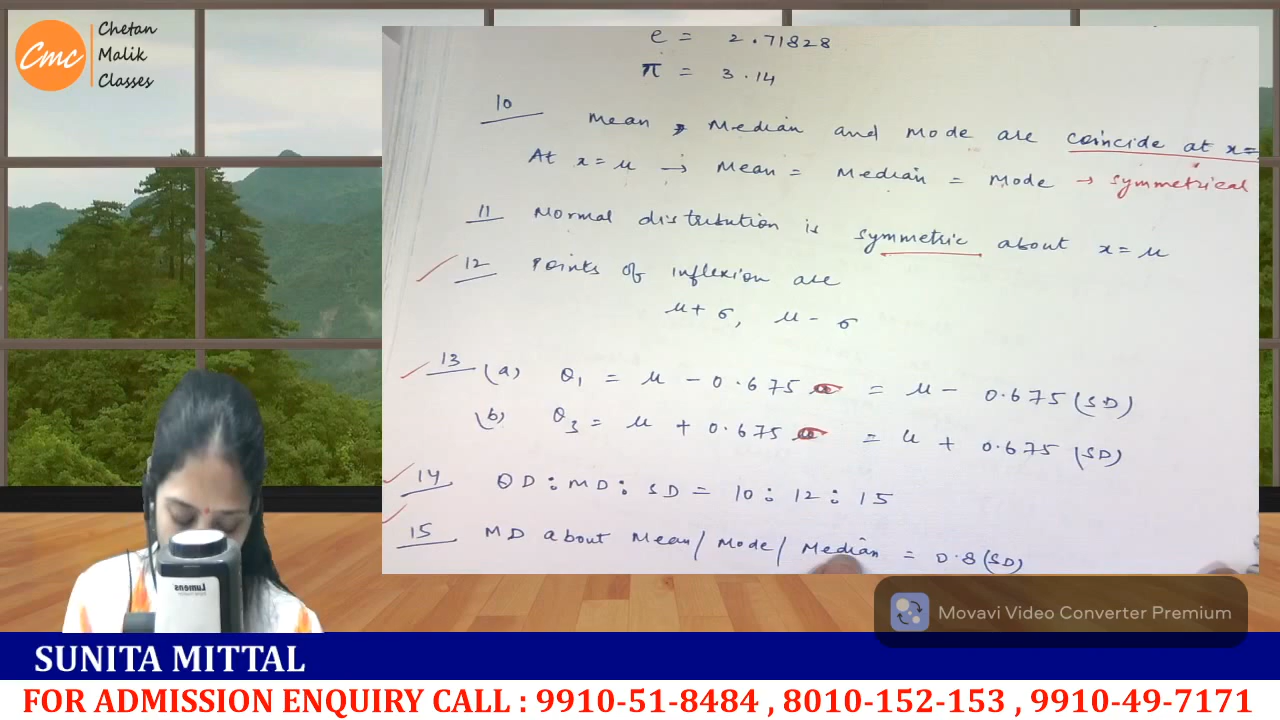 Cmc
Chetan
Malik
Classes
e = 2.71828
π = 3.14
10 Mean, Median and Mode are coincide at x=
At x = μ → Mean = Median = Mode → symmetrical
11 Normal distribution is symmetric about x = μ
12 Points of inflexion are
μ + σ, μ - σ
13 (a) Q₁ = μ - 0.675 σ = μ - 0.675 (SD)
(b) Q₃ = μ + 0.675 σ = μ + 0.675 (SD)
14 QD : MD : SD = 10 : 12 : 15
15 MD about Mean/ Mode/ Median = 0.8 (SD)
Lumens
Movavi Video Converter Premium
SUNITA MITTAL
FOR ADMISSION ENQUIRY CALL : 9910-51-8484 , 8010-152-153 , 9910-49-7171